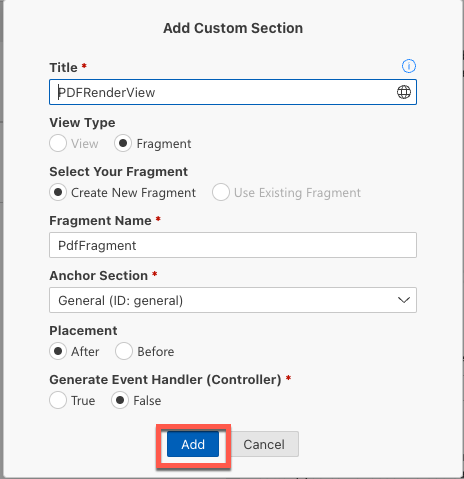 Add Custom Section
Title *
PDFRenderView
View Type
View Fragment
Select Your Fragment
Create New Fragment Use Existing Fragment
Fragment Name *
PdfFragment
Anchor Section *
General (ID: general)
Placement
After Before
Generate Event Handler (Controller) *
True False
Add Cancel